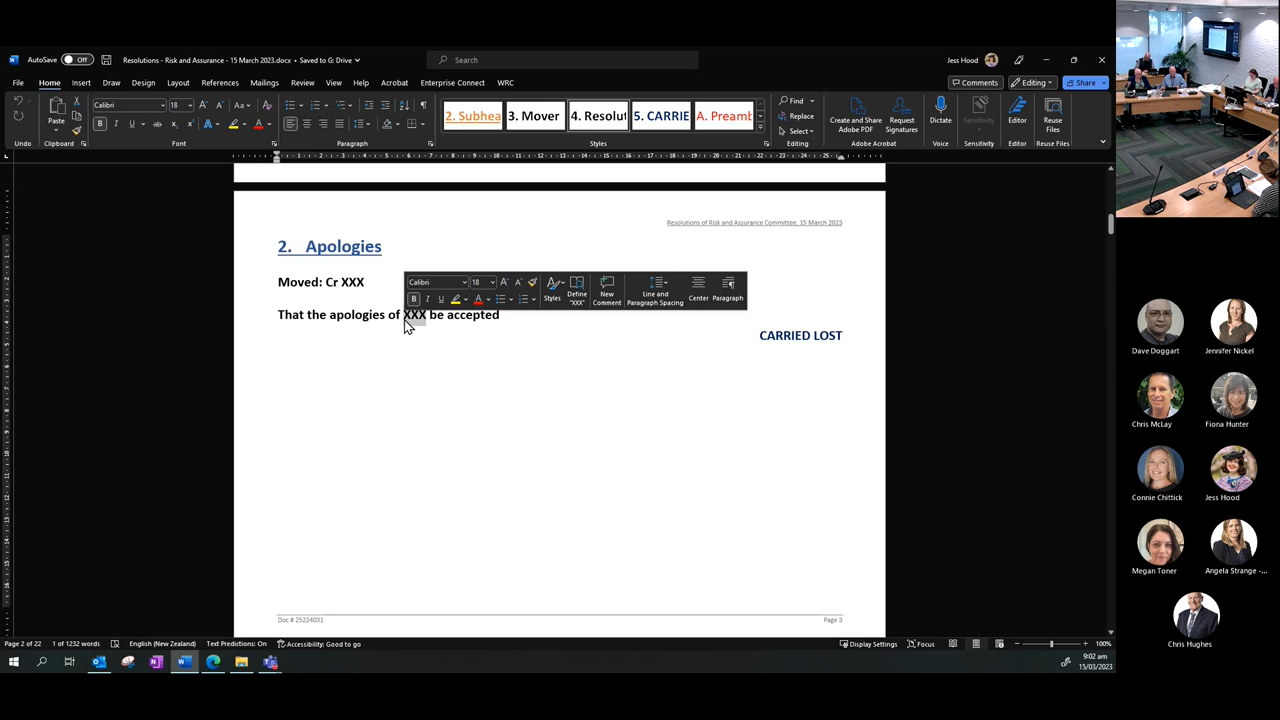 AutoSave Off Resolutions - Risk and Assurance - 15 March 2023.docx • Saved to G: Drive Search Jess Hood
File Home Insert Draw Design Layout References Mailings Review View Help Acrobat Enterprise Connect WRC Comments Editing Share
Calibri 18 Aa
Paste
2. Subhea 3. Mover 4. Resolut 5. CARRIE A. Preamb
Find
Replace
Select
Create and Share Adobe PDF
Request Signatures
Dictate
Sensitivity
Editor
Reuse Files
Undo Clipboard Font Paragraph Styles Editing Adobe Acrobat Voice Sensitivity Editor Reuse Files
Resolutions of Risk and Assurance Committee, 15 March 2023
2. Apologies
Moved: Cr XXX
Calibri 18
Styles
Define "XXX"
New Comment
Line and Paragraph Spacing
Center
Paragraph
That the apologies of XXX be accepted
CARRIED LOST
Doc # 25224031 Page 3
Page 2 of 22 1 of 1232 words English (New Zealand) Text Predictions: On Accessibility: Good to go Display Settings Focus 100%
9:02 am
15/03/2023
Dave Doggart Jennifer Nickel
Chris McLay Fiona Hunter
Connie Chittick Jess Hood
Megan Toner Angela Strange -...
Chris Hughes